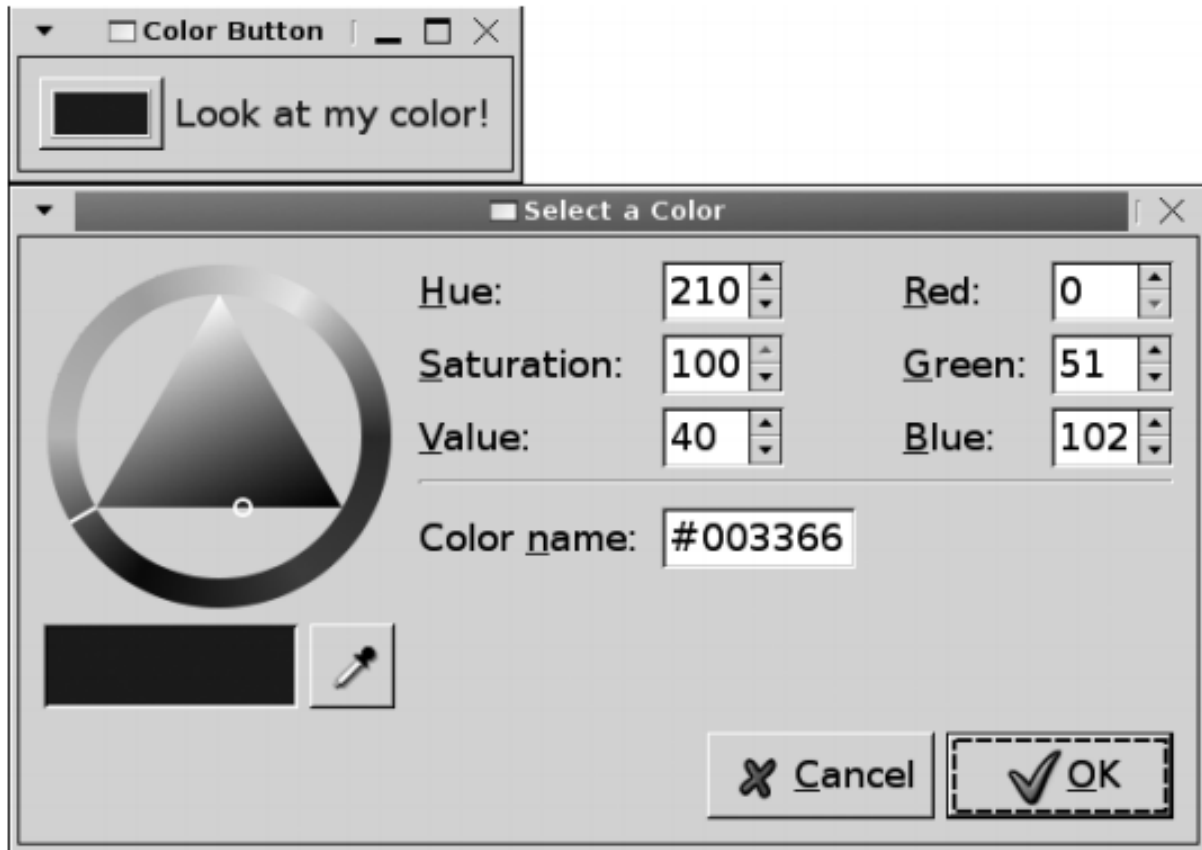 Color Button
Look at my color!
Select a Color
Hue: 210 Red: 0
Saturation: 100 Green: 51
Value: 40 Blue: 102
Color name: #003366
Cancel OK